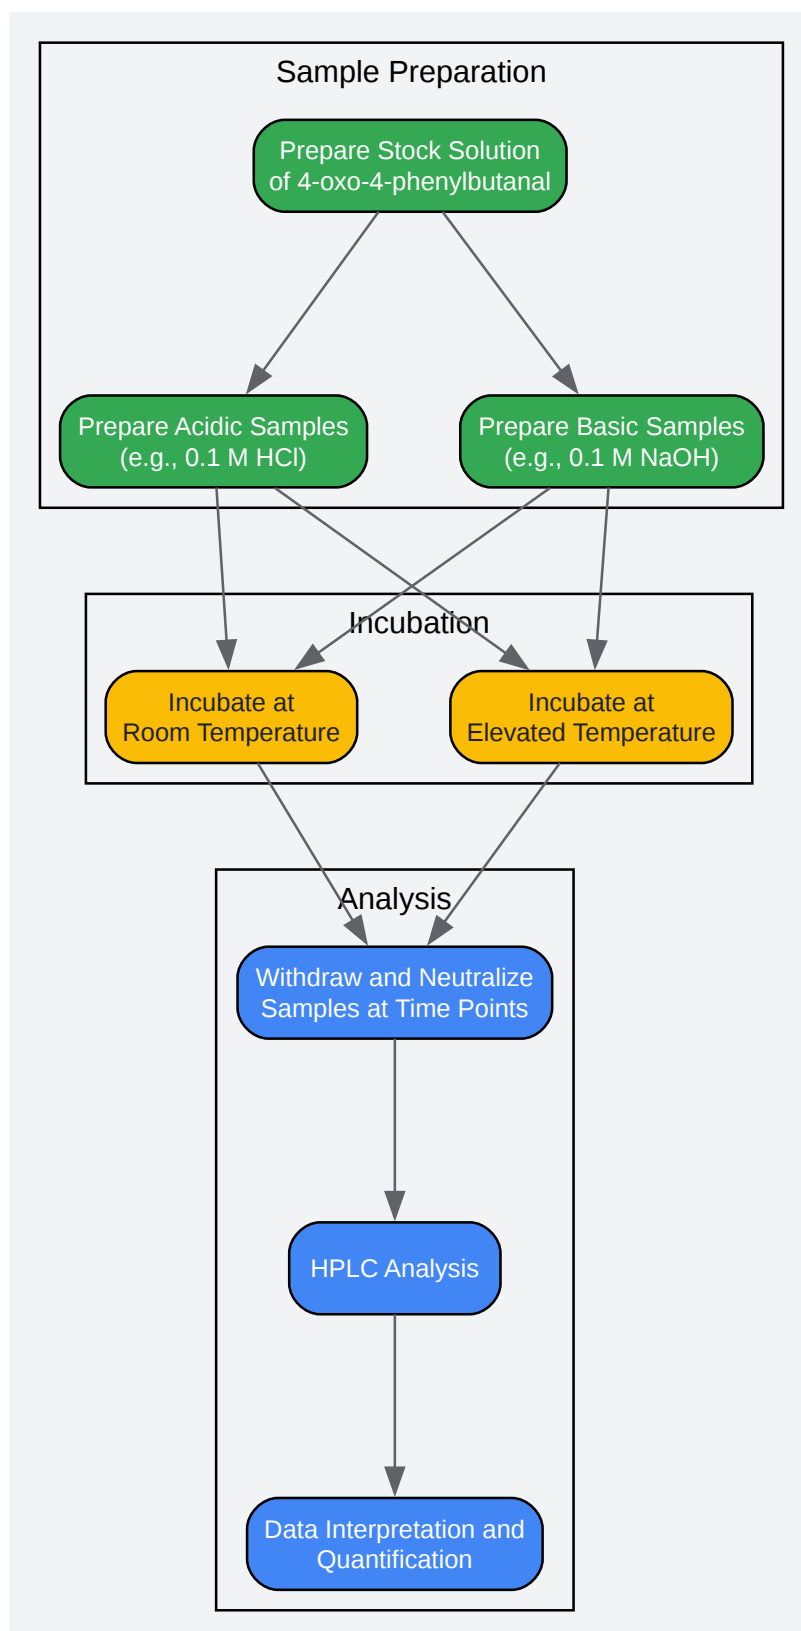 Sample Preparation
Prepare Stock Solution
of 4-oxo-4-phenylbutanal
Prepare Acidic Samples
(e.g., 0.1 M HCl)
Prepare Basic Samples
(e.g., 0.1 M NaOH)
Incubation
Incubate at
Room Temperature
Incubate at
Elevated Temperature
Analysis
Withdraw and Neutralize
Samples at Time Points
HPLC Analysis
Data Interpretation and
Quantification